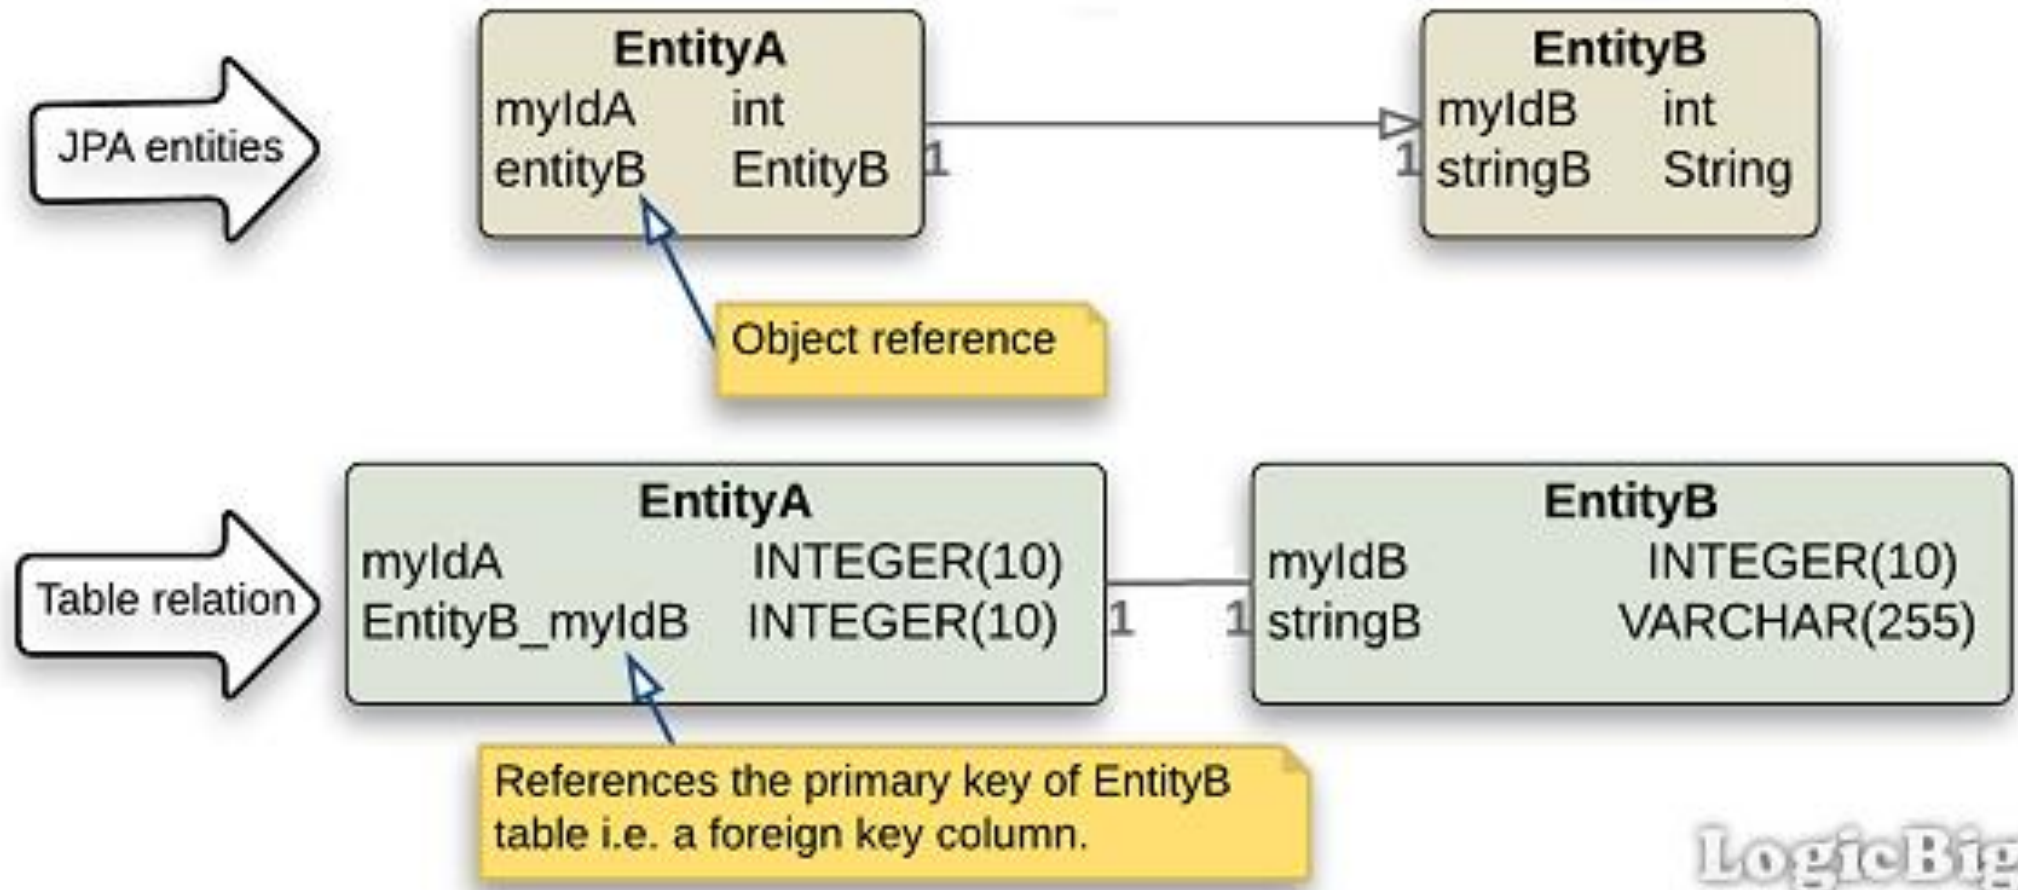 JPA entities
EntityA
myIdA int
entityB EntityB
1
1
EntityB
myIdB int
stringB String
Object reference
Table relation
EntityA
myIdA INTEGER(10)
EntityB_myIdB INTEGER(10)
1
1
EntityB
myIdB INTEGER(10)
stringB VARCHAR(255)
References the primary key of EntityB
table i.e. a foreign key column.
LogicBig